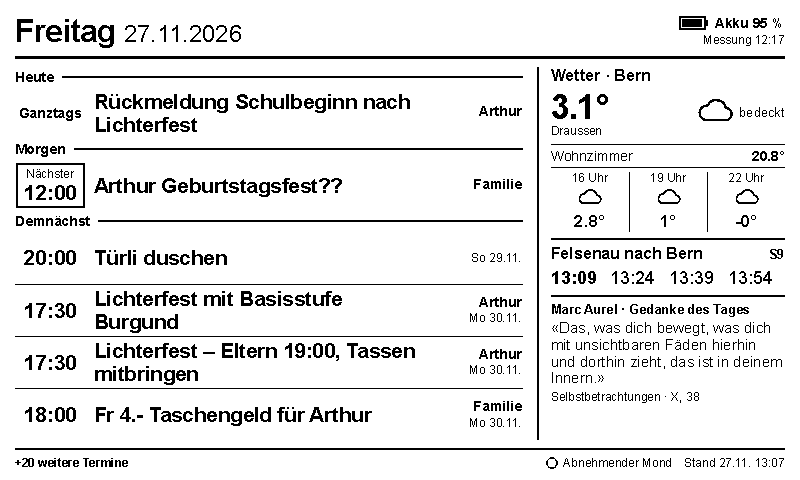 Freitag 27.11.2026
Akku 95 %
Messung 12:17
Heute
Ganztags Rückmeldung Schulbeginn nach Lichterfest Arthur
Morgen
Nächster
12:00 Arthur Geburtstagsfest?? Familie
Demnächst
20:00 Türli duschen So 29.11.
17:30 Lichterfest mit Basisstufe Burgund Arthur
Mo 30.11.
17:30 Lichterfest – Eltern 19:00, Tassen mitbringen Arthur
Mo 30.11.
18:00 Fr 4.- Taschengeld für Arthur Familie
Mo 30.11.
Wetter · Bern
3.1° bedeckt
Draussen
Wohnzimmer 20.8°
16 Uhr 19 Uhr 22 Uhr
2.8° 1° -0°
Felsenau nach Bern S9
13:09 13:24 13:39 13:54
Marc Aurel · Gedanke des Tages
«Das, was dich bewegt, was dich
mit unsichtbaren Fäden hierhin
und dorthin zieht, das ist in deinem
Innern.»
Selbstbetrachtungen · X, 38
+20 weitere Termine
Abnehmender Mond Stand 27.11. 13:07